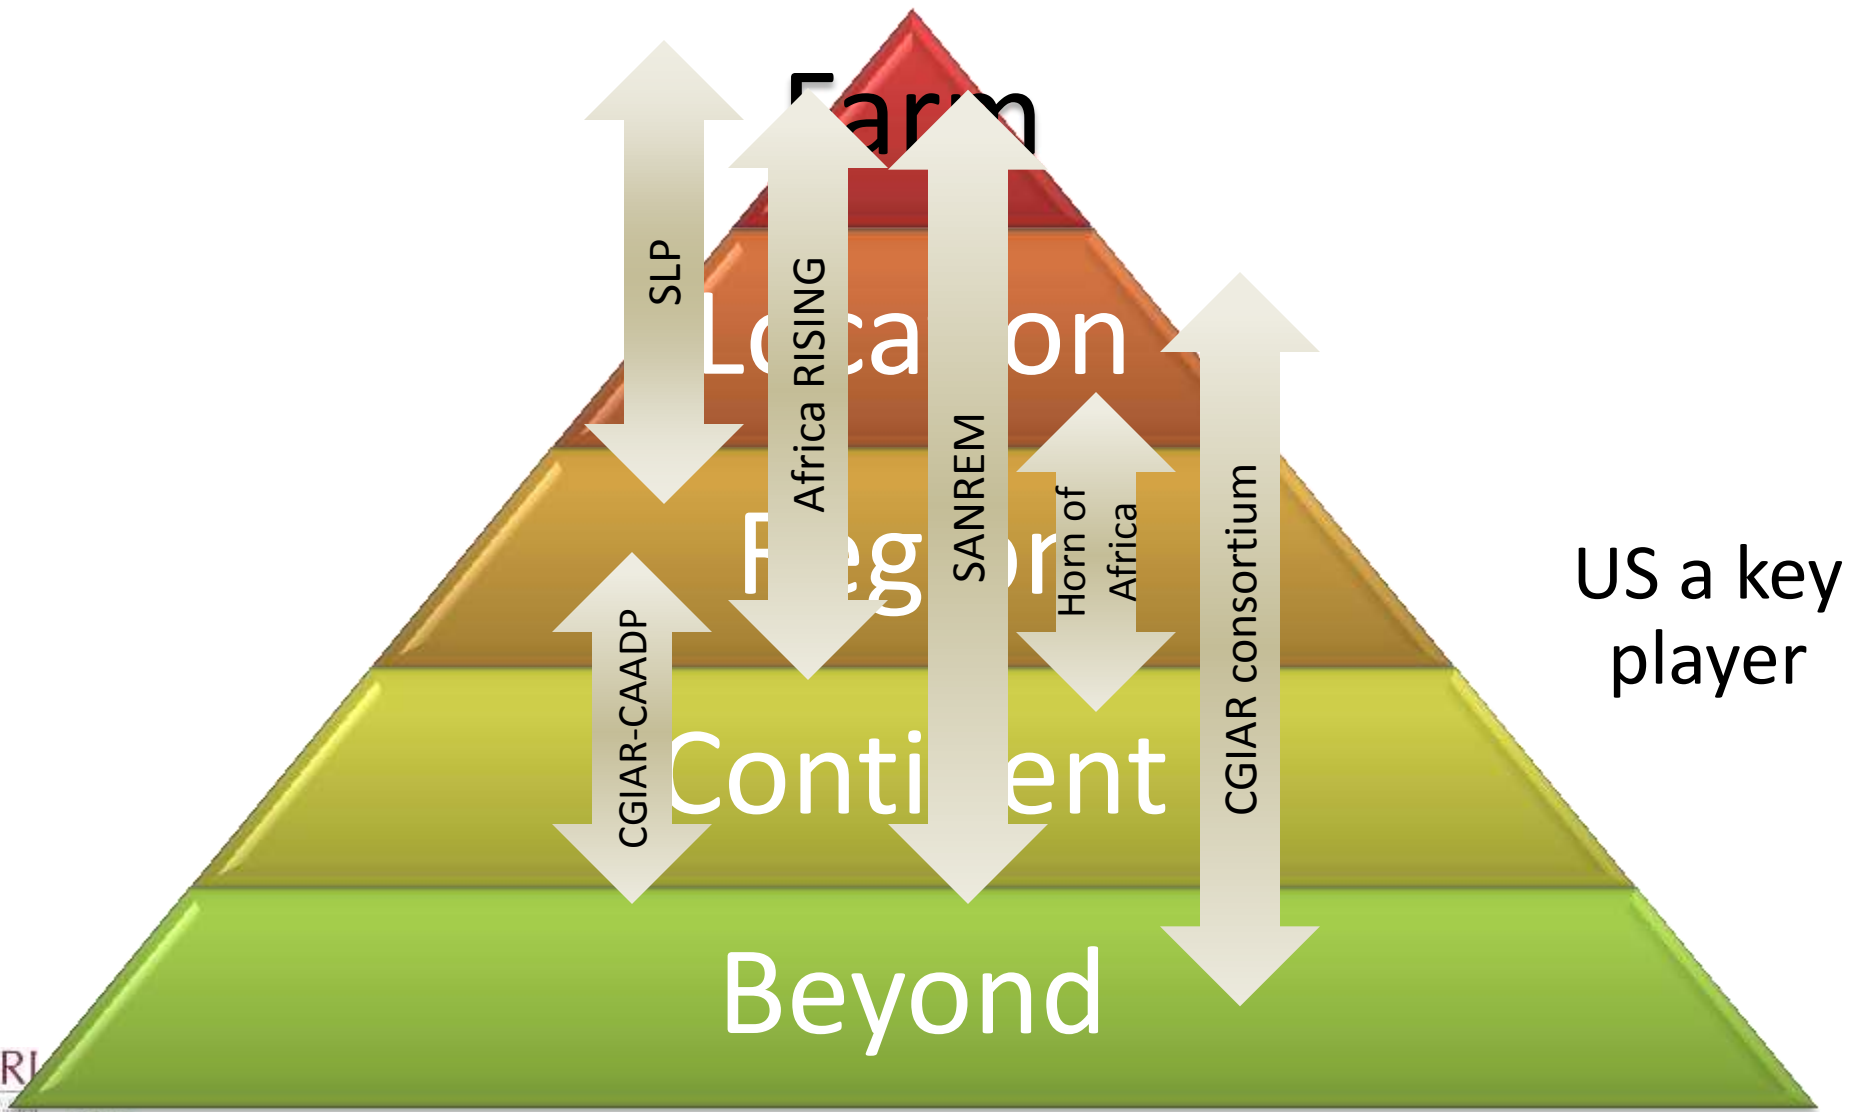 Farm
SLP
Africa RISING
Location
SANREM
Horn of
Africa
CGIAR consortium
Region
US a key
player
CGIAR-CAADP
Continent
Beyond